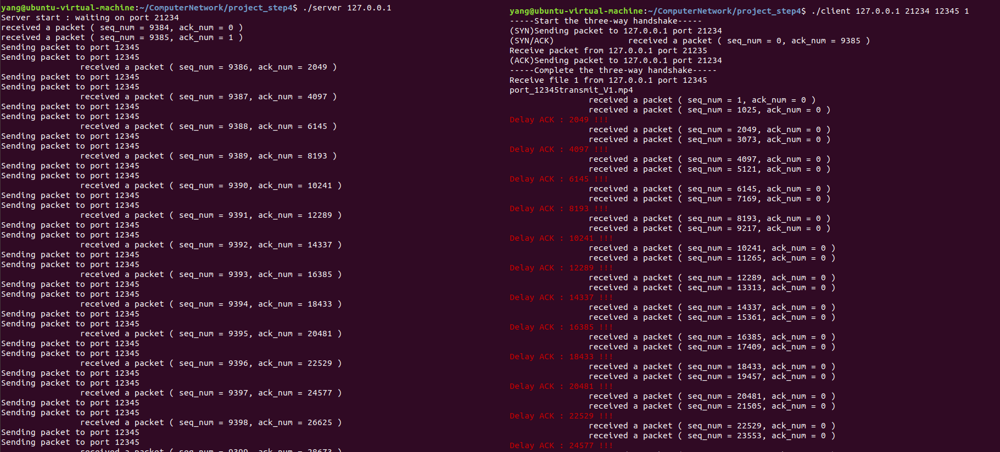 yang@ubuntu-virtual-machine:~/ComputerNetwork/project_step4$ ./server 127.0.0.1
Server start : waiting on port 21234
received a packet ( seq_num = 9384, ack_num = 0 )
received a packet ( seq_num = 9385, ack_num = 1 )
Sending packet to port 12345
Sending packet to port 12345
received a packet ( seq_num = 9386, ack_num = 2049 )
Sending packet to port 12345
Sending packet to port 12345
received a packet ( seq_num = 9387, ack_num = 4097 )
Sending packet to port 12345
Sending packet to port 12345
received a packet ( seq_num = 9388, ack_num = 6145 )
Sending packet to port 12345
Sending packet to port 12345
received a packet ( seq_num = 9389, ack_num = 8193 )
Sending packet to port 12345
Sending packet to port 12345
received a packet ( seq_num = 9390, ack_num = 10241 )
Sending packet to port 12345
Sending packet to port 12345
received a packet ( seq_num = 9391, ack_num = 12289 )
Sending packet to port 12345
Sending packet to port 12345
received a packet ( seq_num = 9392, ack_num = 14337 )
Sending packet to port 12345
Sending packet to port 12345
received a packet ( seq_num = 9393, ack_num = 16385 )
Sending packet to port 12345
Sending packet to port 12345
received a packet ( seq_num = 9394, ack_num = 18433 )
Sending packet to port 12345
Sending packet to port 12345
received a packet ( seq_num = 9395, ack_num = 20481 )
Sending packet to port 12345
Sending packet to port 12345
received a packet ( seq_num = 9396, ack_num = 22529 )
Sending packet to port 12345
Sending packet to port 12345
received a packet ( seq_num = 9397, ack_num = 24577 )
Sending packet to port 12345
Sending packet to port 12345
received a packet ( seq_num = 9398, ack_num = 26625 )
Sending packet to port 12345
Sending packet to port 12345
received a packet ( seq_num = 9399, ack_num = 28673 )
yang@ubuntu-virtual-machine:~/ComputerNetwork/project_step4$ ./client 127.0.0.1 21234 12345 1
-----Start the three-way handshake-----
(SYN)Sending packet to 127.0.0.1 port 21234
(SYN/ACK) received a packet ( seq_num = 0, ack_num = 9385 )
Receive packet from 127.0.0.1 port 21235
(ACK)Sending packet to 127.0.0.1 port 21234
-----Complete the three-way handshake-----
Receive file 1 from 127.0.0.1 port 12345
port_12345transmit_V1.mp4
received a packet ( seq_num = 1, ack_num = 0 )
received a packet ( seq_num = 1025, ack_num = 0 )
Delay ACK : 2049 !!!
received a packet ( seq_num = 2049, ack_num = 0 )
received a packet ( seq_num = 3073, ack_num = 0 )
Delay ACK : 4097 !!!
received a packet ( seq_num = 4097, ack_num = 0 )
received a packet ( seq_num = 5121, ack_num = 0 )
Delay ACK : 6145 !!!
received a packet ( seq_num = 6145, ack_num = 0 )
received a packet ( seq_num = 7169, ack_num = 0 )
Delay ACK : 8193 !!!
received a packet ( seq_num = 8193, ack_num = 0 )
received a packet ( seq_num = 9217, ack_num = 0 )
Delay ACK : 10241 !!!
received a packet ( seq_num = 10241, ack_num = 0 )
received a packet ( seq_num = 11265, ack_num = 0 )
Delay ACK : 12289 !!!
received a packet ( seq_num = 12289, ack_num = 0 )
received a packet ( seq_num = 13313, ack_num = 0 )
Delay ACK : 14337 !!!
received a packet ( seq_num = 14337, ack_num = 0 )
received a packet ( seq_num = 15361, ack_num = 0 )
Delay ACK : 16385 !!!
received a packet ( seq_num = 16385, ack_num = 0 )
received a packet ( seq_num = 17409, ack_num = 0 )
Delay ACK : 18433 !!!
received a packet ( seq_num = 18433, ack_num = 0 )
received a packet ( seq_num = 19457, ack_num = 0 )
Delay ACK : 20481 !!!
received a packet ( seq_num = 20481, ack_num = 0 )
received a packet ( seq_num = 21505, ack_num = 0 )
Delay ACK : 22529 !!!
received a packet ( seq_num = 22529, ack_num = 0 )
received a packet ( seq_num = 23553, ack_num = 0 )
Delay ACK : 24577 !!!